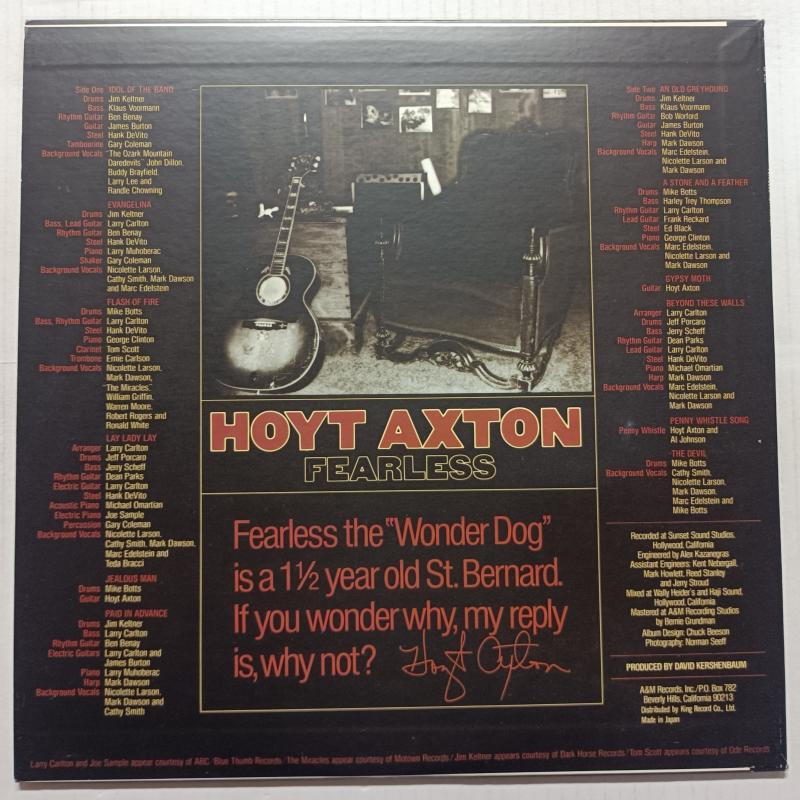 Side One IDOL OF THE BAND
Drums Jim Keltner
Bass Klaus Voormann
Rhythm Guitar Ben Benay
Guitar James Burton
Steel Hank DeVito
Tambourine Gary Coleman
Background Vocals "The Ozark Mountain
Daredevils" John Dillon,
Buddy Brayfield,
Larry Lee and
Randle Chowning
EVANGELINA
Drums Jim Keltner
Bass, Lead Guitar Larry Carlton
Rhythm Guitar Ben Benay
Steel Hank DeVito
Piano Larry Muhoberac
Shaker Gary Coleman
Background Vocals Nicolette Larson,
Cathy Smith, Mark Dawson
and Marc Edelstein
FLASH OF FIRE
Drums Mike Botts
Bass, Rhythm Guitar Larry Carlton
Steel Hank DeVito
Piano George Clinton
Clarinet Tom Scott
Trombone Ernie Carlson
Background Vocals Nicolette Larson,
Mark Dawson,
"The Miracles,"
William Griffin,
Warren Moore,
Robert Rogers and
Ronald White
LAY LADY LAY
Arranger Larry Carlton
Drums Jeff Porcaro
Bass Jerry Scheff
Rhythm Guitar Dean Parks
Electric Guitar Larry Carlton
Steel Hank DeVito
Acoustic Piano Michael Omartian
Electric Piano Joe Sample
Percussion Gary Coleman
Background Vocals Nicolette Larson,
Cathy Smith, Mark Dawson,
Marc Edelstein and
Teda Bracci
JEALOUS MAN
Drums Mike Botts
Guitar Hoyt Axton
PAID IN ADVANCE
Drums Jim Keltner
Bass Larry Carlton
Rhythm Guitar Ben Benay
Electric Guitars Larry Carlton and
James Burton
Piano Larry Muhoberac
Harp Mark Dawson
Background Vocals Nicolette Larson,
Mark Dawson and
Cathy Smith
HOYT AXTON
FEARLESS
Fearless the "Wonder Dog"
is a 1½ year old St. Bernard.
If you wonder why, my reply
is, why not? Hoyt Axton
Side Two AN OLD GREYHOUND
Drums Jim Keltner
Bass Klaus Voormann
Rhythm Guitar Bob Worford
Guitar James Burton
Steel Hank DeVito
Harp Mark Dawson
Background Vocals Marc Edelstein,
Nicolette Larson and
Mark Dawson
A STONE AND A FEATHER
Drums Mike Botts
Bass Harley Trey Thompson
Rhythm Guitar Larry Carlton
Lead Guitar Frank Reckard
Steel Ed Black
Piano George Clinton
Background Vocals Marc Edelstein,
Nicolette Larson and
Mark Dawson
GYPSY MOTH
Guitar Hoyt Axton
BEYOND THESE WALLS
Arranger Larry Carlton
Drums Jeff Porcaro
Bass Jerry Scheff
Rhythm Guitar Dean Parks
Lead Guitar Larry Carlton
Steel Hank DeVito
Piano Michael Omartian
Harp Mark Dawson
Background Vocals Marc Edelstein,
Nicolette Larson and
Mark Dawson
PENNY WHISTLE SONG
Penny Whistle Hoyt Axton and
Al Johnson
THE DEVIL
Drums Mike Botts
Background Vocals Cathy Smith,
Nicolette Larson,
Mark Dawson,
Marc Edelstein and
Mike Botts
Recorded at Sunset Sound Studios,
Hollywood, California
Engineered by Alex Kazanegras
Assistant Engineers: Kent Nebergall,
Mark Howlett, Reed Stanley
and Jerry Stroud
Mixed at Wally Heider's and Haji Sound,
Hollywood, California
Mastered at A&M Recording Studios
by Bernie Grundman
Album Design: Chuck Beeson
Photography: Norman Seeff
PRODUCED BY DAVID KERSHENBAUM
A&M Records, Inc./P.O. Box 782
Beverly Hills, California 90213
Distributed by King Record Co., Ltd.
Made in Japan
Larry Carlton and Joe Sample appear courtesy of ABC/Blue Thumb Records/The Miracles appear courtesy of Motown Records/Jim Keltner appears courtesy of Dark Horse Records/Tom Scott appears courtesy of Ode Records